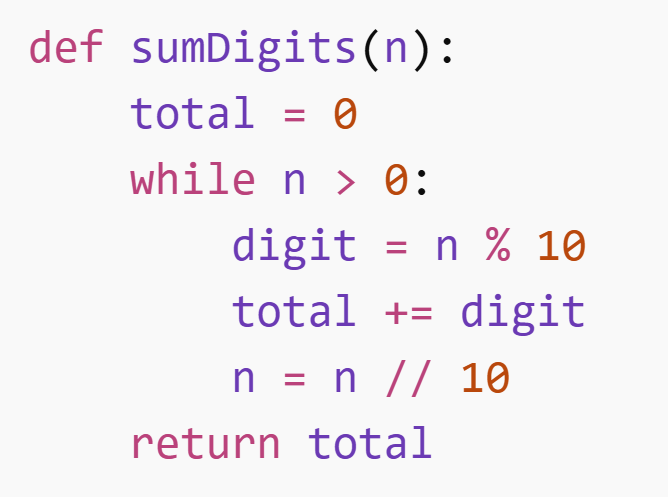 def sumDigits(n):
    total = 0
    while n > 0:
        digit = n % 10
        total += digit
        n = n // 10
    return total